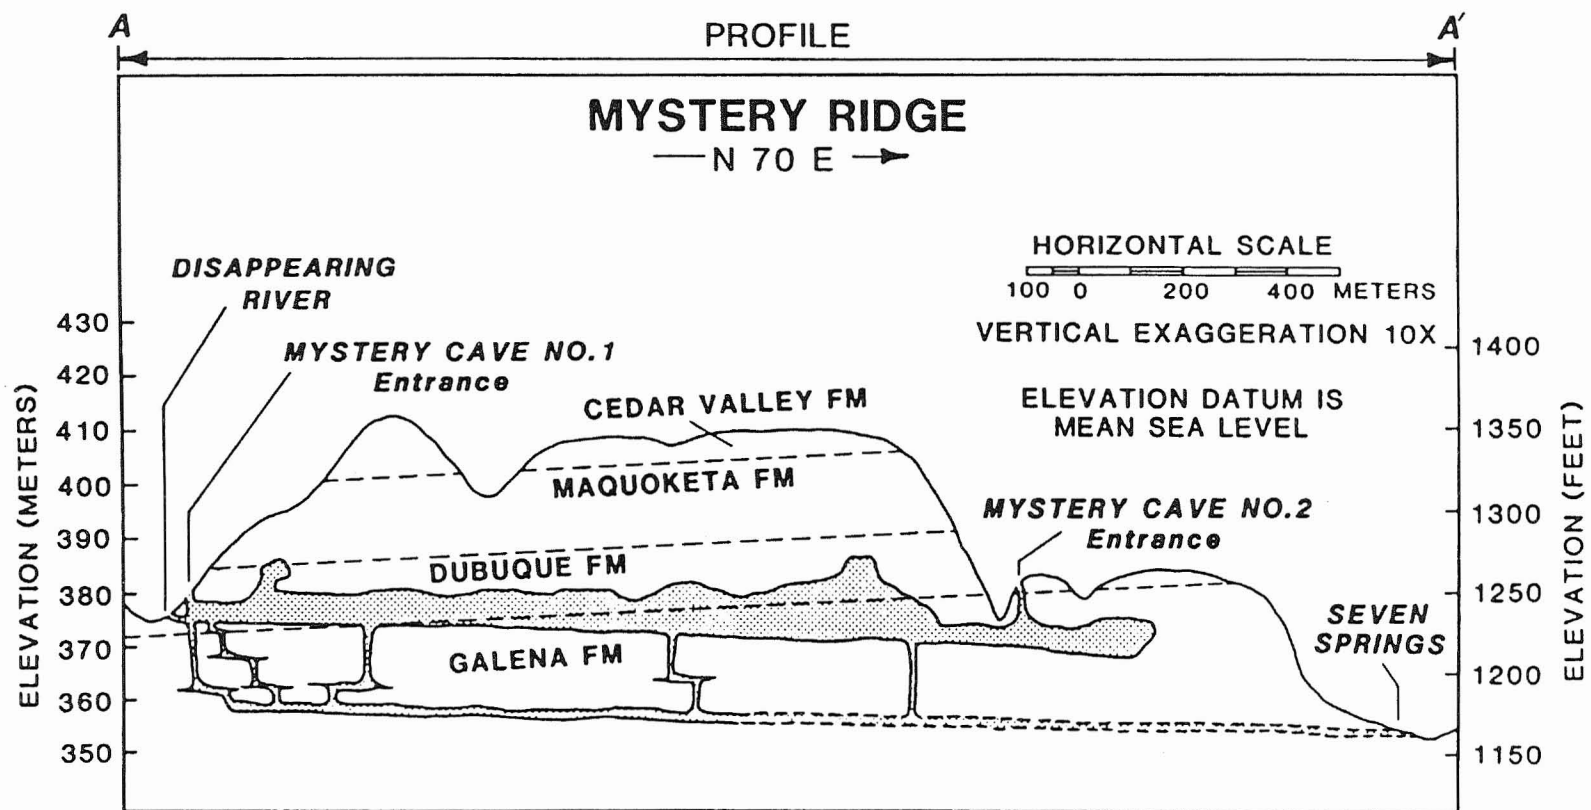 A
PROFILE
A′
MYSTERY RIDGE
N 70 E
HORIZONTAL SCALE
100 0 200 400 METERS
VERTICAL EXAGGERATION 10X
ELEVATION DATUM IS
MEAN SEA LEVEL
DISAPPEARING
RIVER
MYSTERY CAVE NO.1
Entrance
CEDAR VALLEY FM
MAQUOKETA FM
DUBUQUE FM
GALENA FM
MYSTERY CAVE NO.2
Entrance
SEVEN
SPRINGS
ELEVATION (METERS)
430
420
410
400
390
380
370
360
350
1400
1350
1300
1250
1200
1150
ELEVATION (FEET)